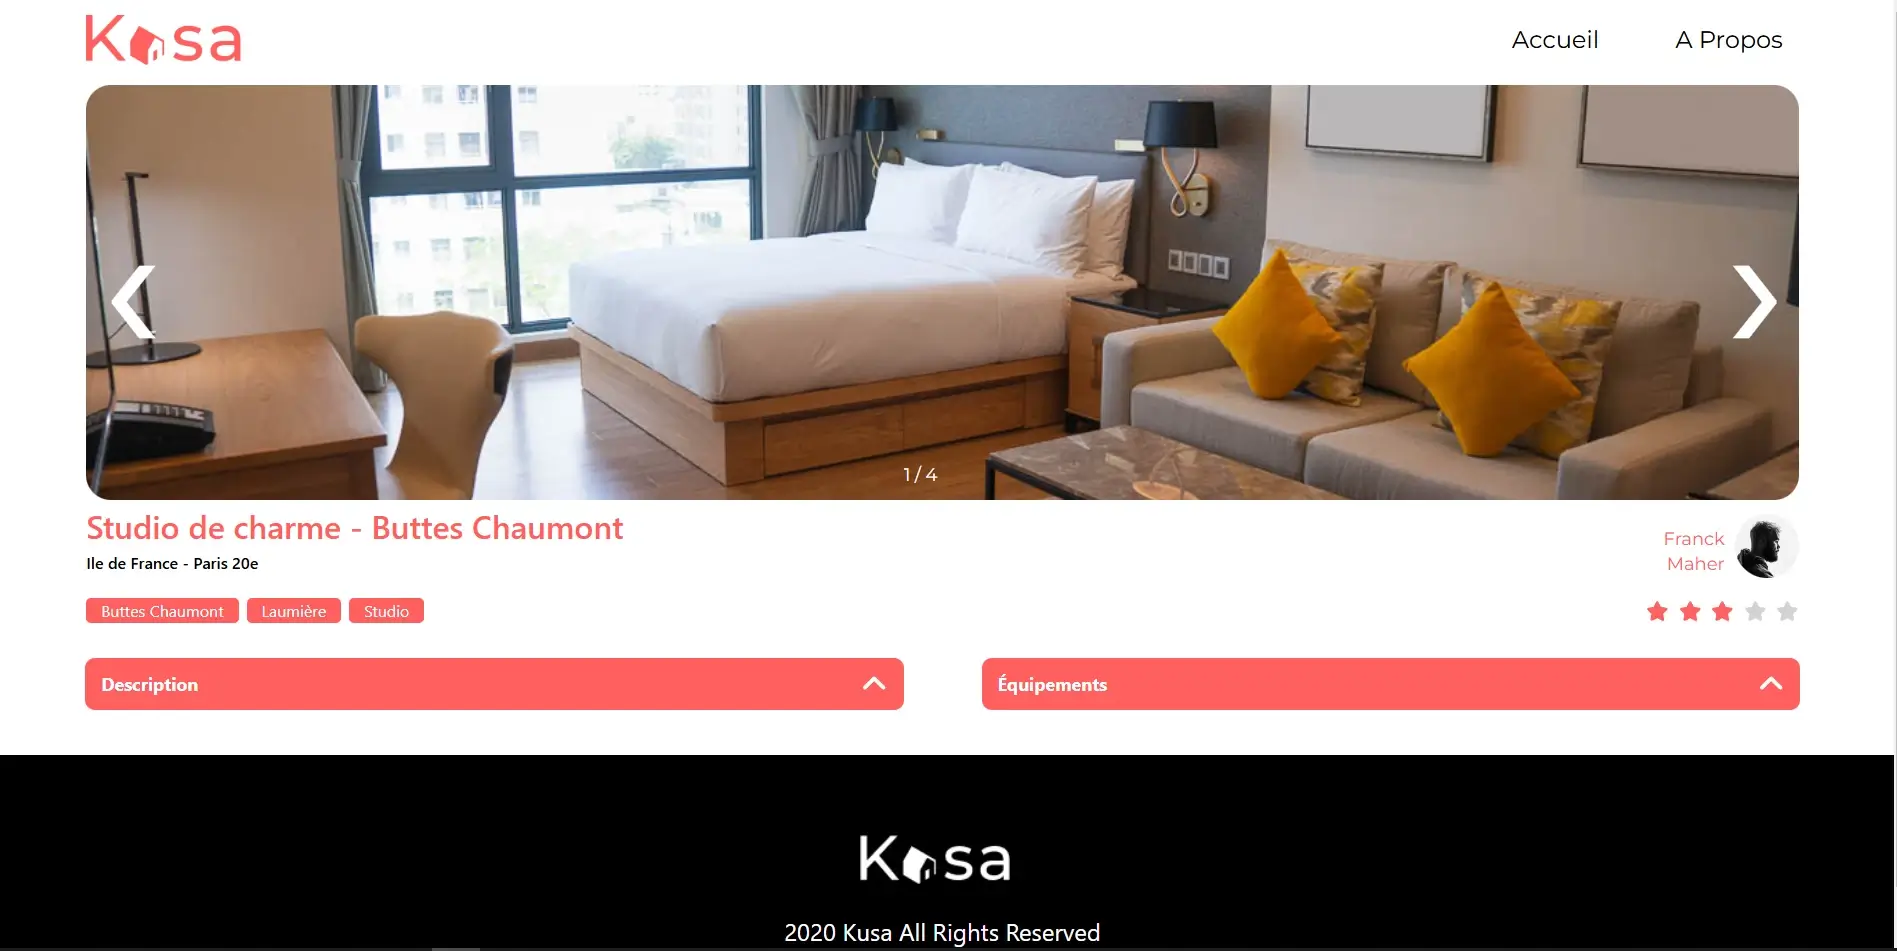 Kasa
Accueil
A Propos
1 / 4
Studio de charme - Buttes Chaumont
Ile de France - Paris 20e
Franck
Maher
Buttes Chaumont
Laumière
Studio
Description
Équipements
Kasa
2020 Kusa All Rights Reserved